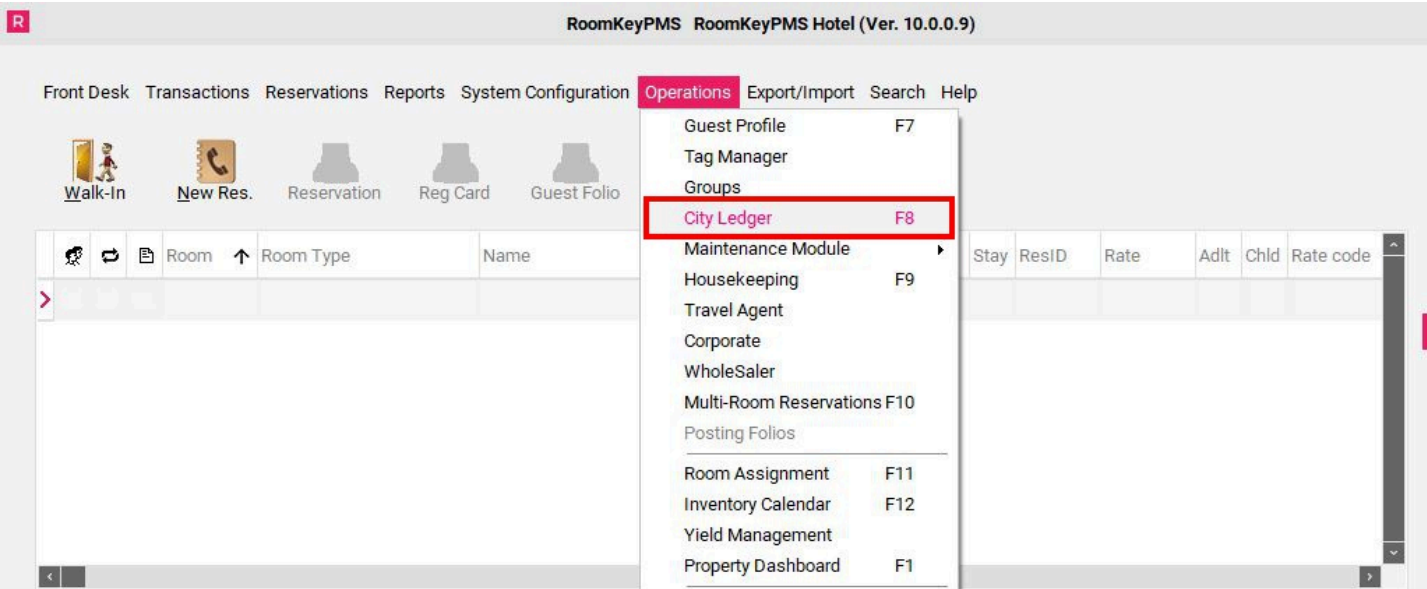 R
RoomKeyPMS RoomKeyPMS Hotel (Ver. 10.0.0.9)
Front Desk Transactions Reservations Reports System Configuration Operations Export/Import Search Help
Walk-In New Res. Reservation Reg Card Guest Folio
Guest Profile F7
Tag Manager
Groups
City Ledger F8
Maintenance Module
Housekeeping F9
Travel Agent
Corporate
WholeSaler
Multi-Room Reservations F10
Posting Folios
Room Assignment F11
Inventory Calendar F12
Yield Management
Property Dashboard F1
Room Room Type Name Stay ResID Rate Adlt Chld Rate code